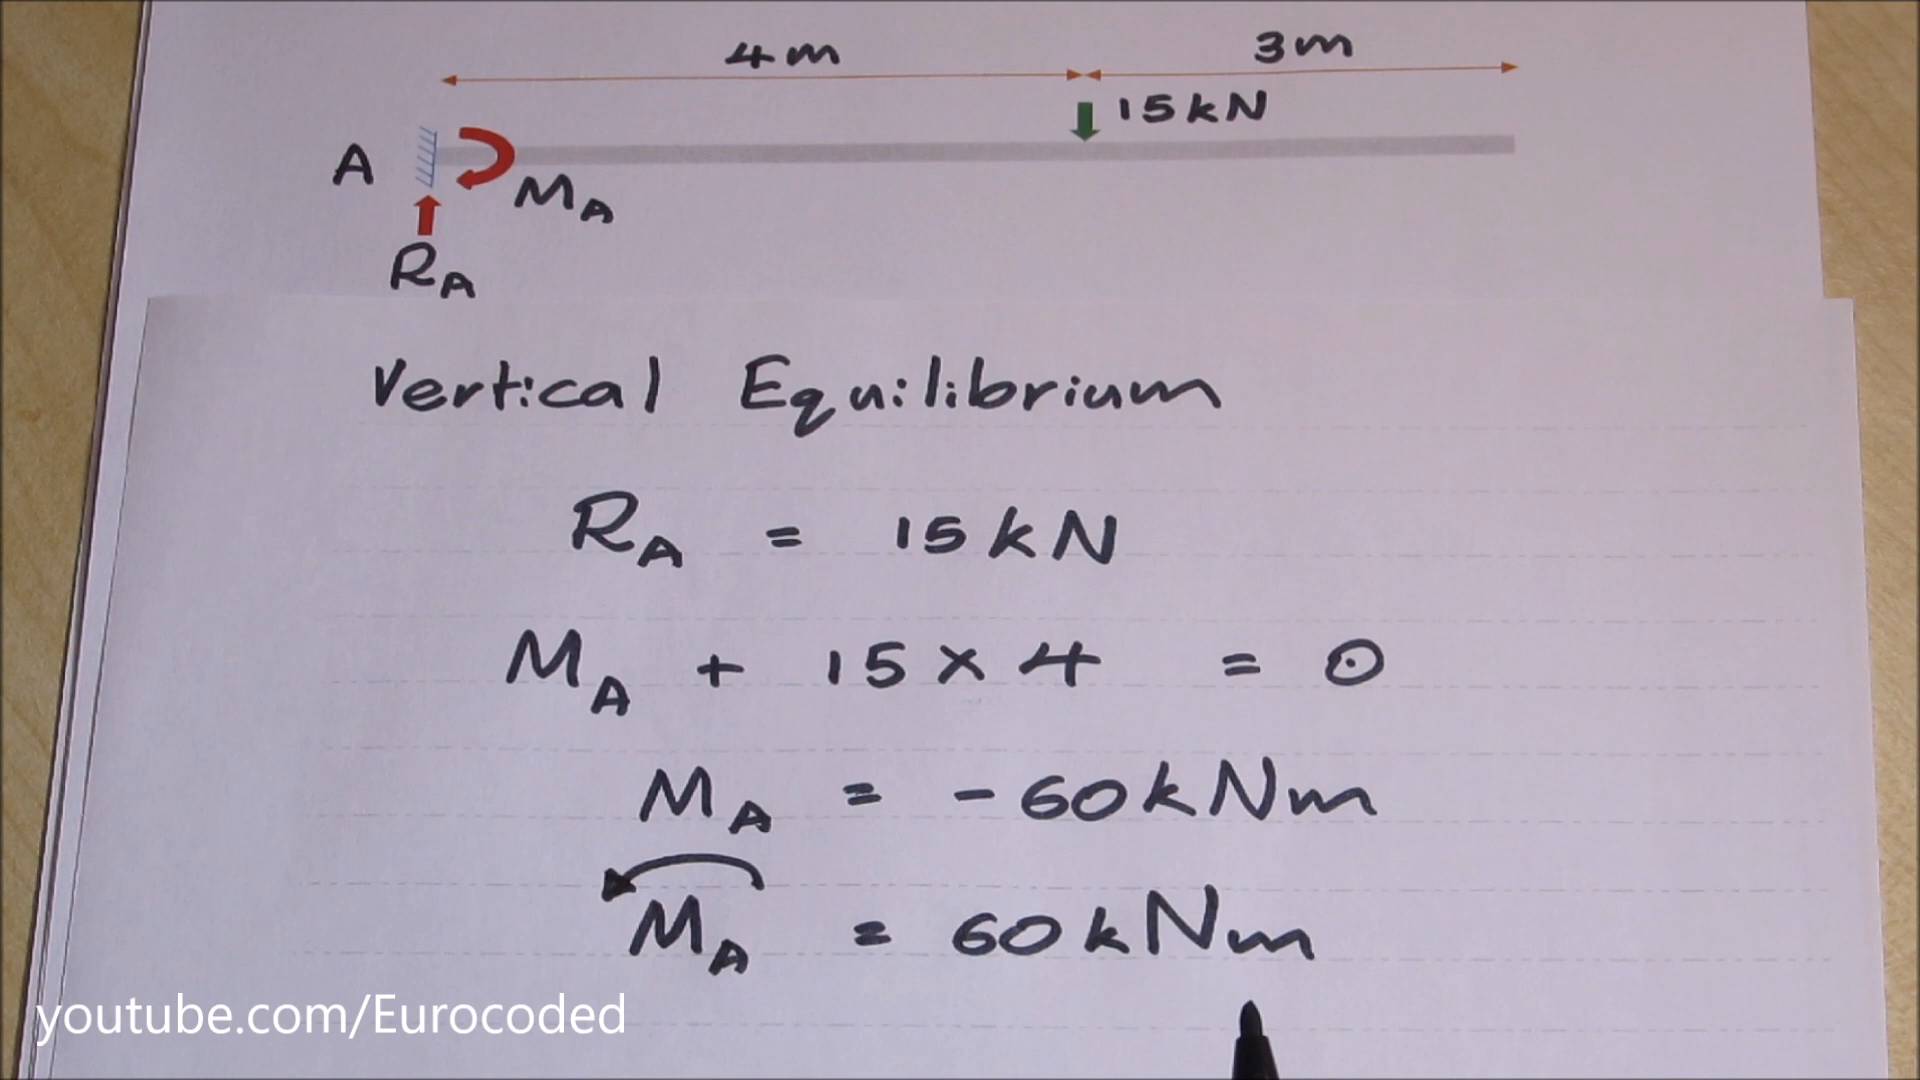 4m 3m
15kN
A
MA
RA
Vertical Equilibrium
RA = 15kN
MA + 15 × 4 = 0
MA = - 60kNm
MA = 60kNm
youtube.com/Eurocoded